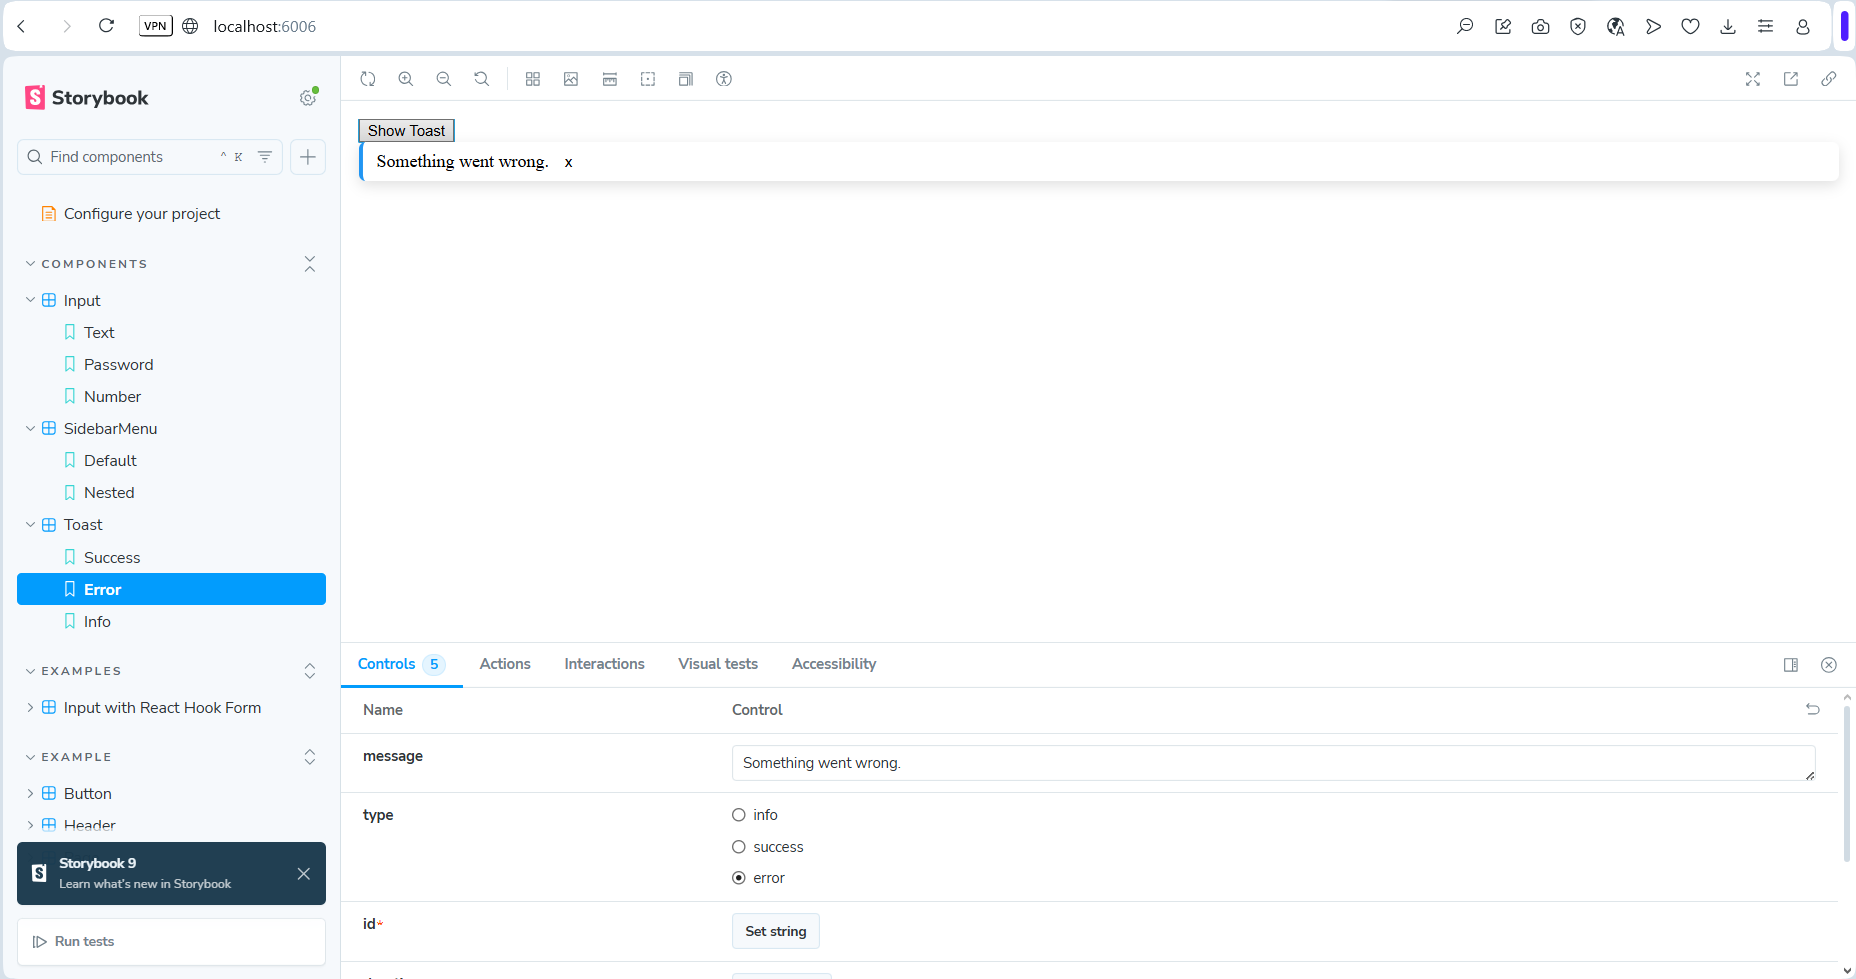 VPN
localhost:6006
Storybook
Find components
^ K
Configure your project
COMPONENTS
Input
Text
Password
Number
SidebarMenu
Default
Nested
Toast
Success
Error
Info
EXAMPLES
Input with React Hook Form
EXAMPLE
Button
Header
Storybook 9
Learn what's new in Storybook
Run tests
Show Toast
Something went wrong. x
Controls 5 Actions Interactions Visual tests Accessibility
Name Control
message Something went wrong.
type
info
success
error
id* Set string